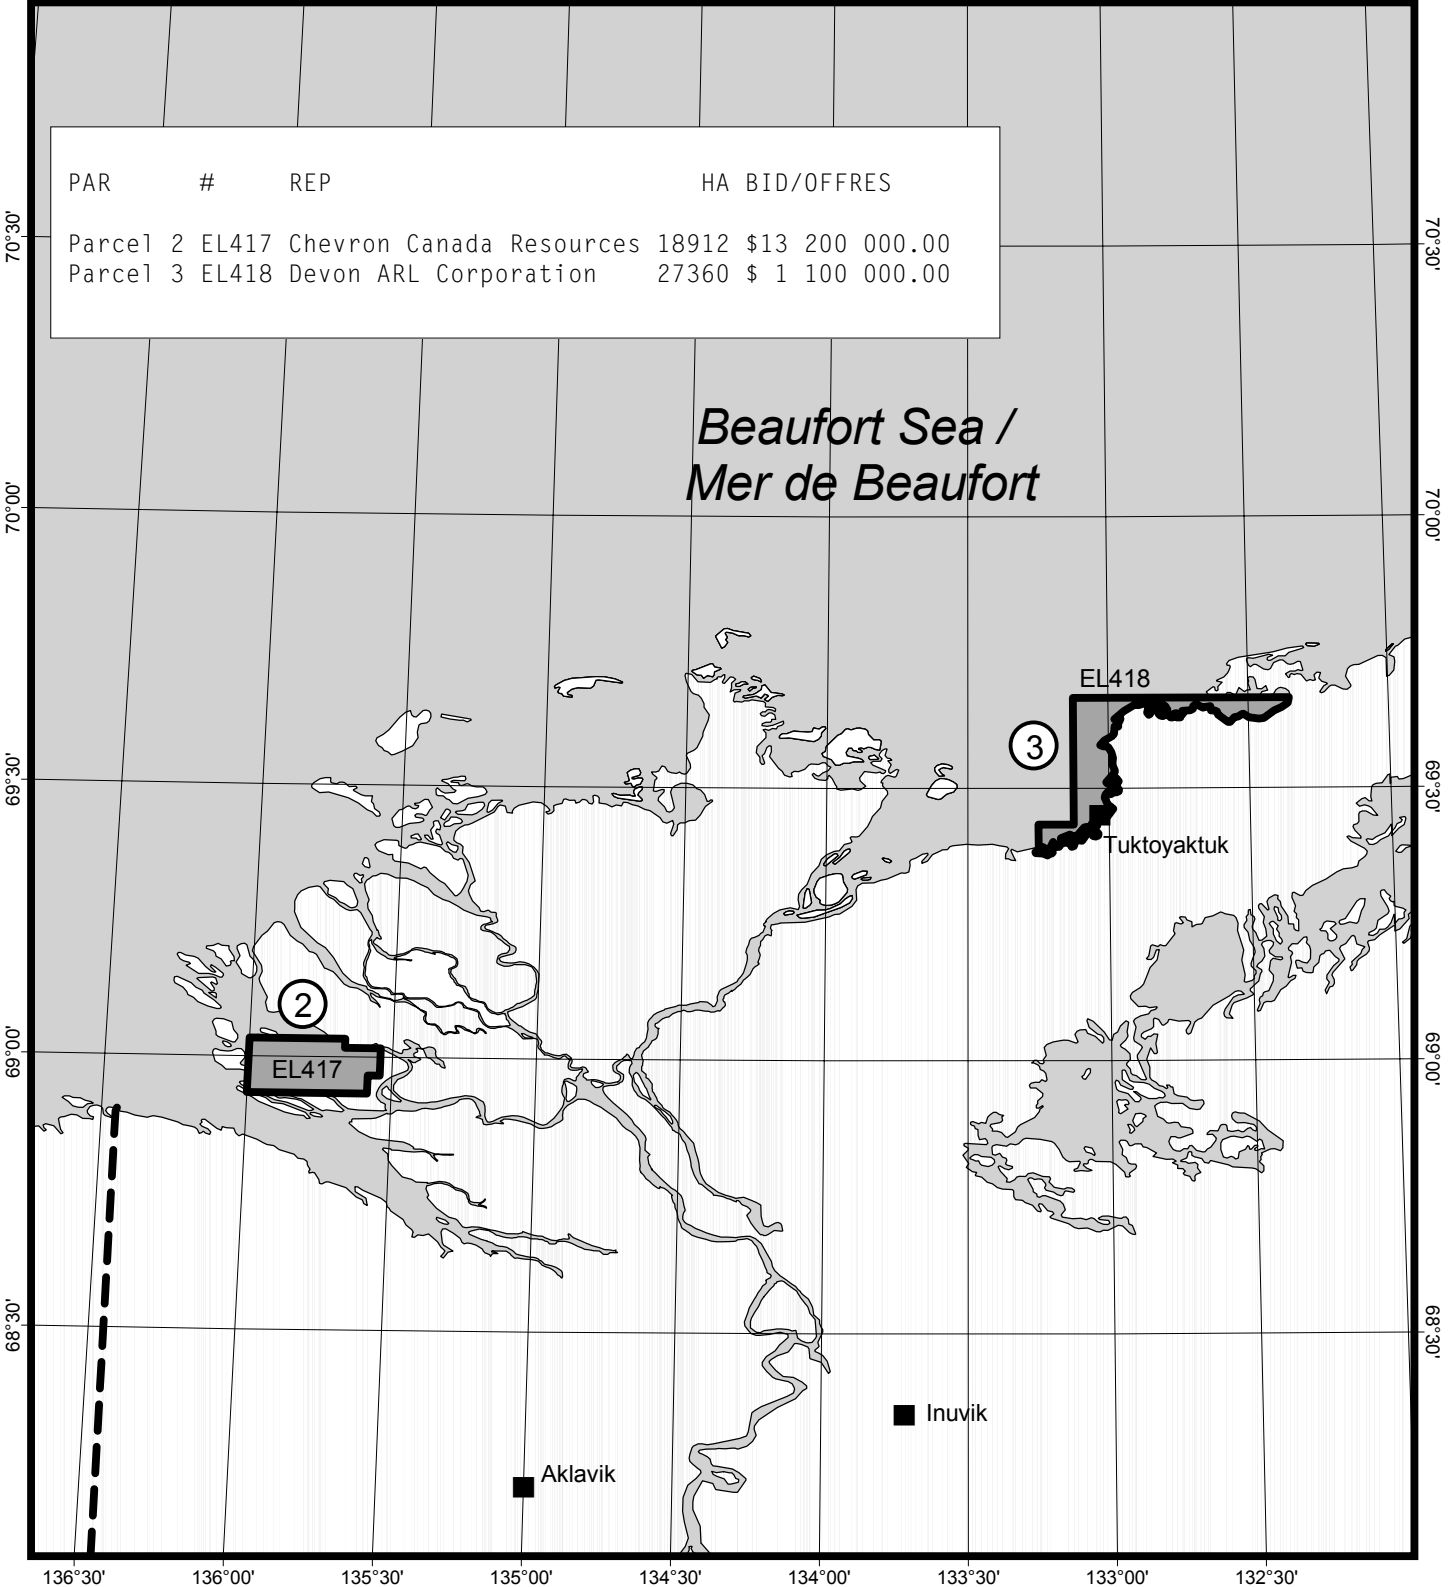 PAR # REP HA BID/OFFRES
Parcel 2 EL417 Chevron Canada Resources 18912 $13 200 000.00
Parcel 3 EL418 Devon ARL Corporation 27360 $ 1 100 000.00
70°30' 70°30'
Beaufort Sea /
Mer de Beaufort
70°00' 70°00'
EL418
3
69°30' 69°30'
Tuktoyaktuk
2
69°00' 69°00'
EL417
68°30' 68°30'
Inuvik
Aklavik
136°30' 136°00' 135°30' 135°00' 134°30' 134°00' 133°30' 133°00' 132°30'